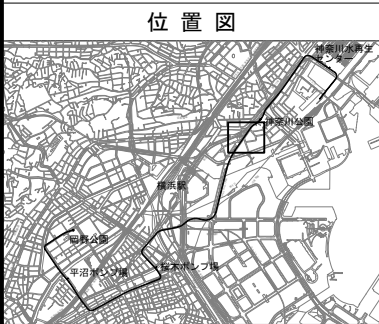 位置図
神奈川水再生
センター
神奈川公園
横浜駅
岡野公園
平沼ポンプ場
桜木ポンプ場